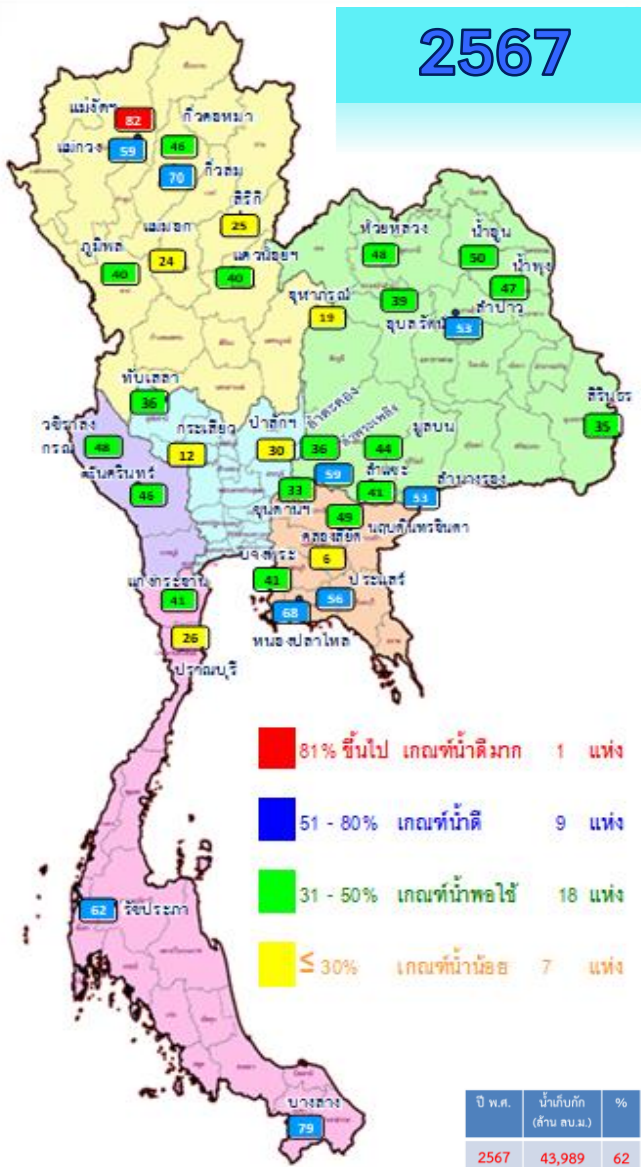 2567
แม่งัดฯ
82
กิ่วคอหมา
46
แม่กวง
59
กิ่วลม
70
สิริกิ
25
ภูมิพล
40
แม่มอก
24
แควน้อยฯ
40
ห้วยหลวง
48
น้ำอูน
50
น้ำพุง
47
จุฬาภรณ์
19
39
อุบลรัตน์
ลำปาว
53
ทับเสลา
36
กระเสียว
12
ป่าสักฯ
30
ลำตะคอง
36
ลำพระเพลิง
59
มูลบน
44
สิรินธร
35
วชิราลง
กรณ
48
ศรีนครินทร์
46
ขุนด่านฯ
33
ลำแชะ
41
ลำนางรอง
53
49
นฤบดินทรจินดา
คลองสียัด
6
บางพระ
41
ประแสร์
56
68
หนองปลาไหล
แก่งกระจาน
41
26
ปราณบุรี
81% ขึ้นไป เกณฑ์น้ำดีมาก 1 แห่ง
51 - 80% เกณฑ์น้ำดี 9 แห่ง
31 - 50% เกณฑ์น้ำพอใช้ 18 แห่ง
≤ 30% เกณฑ์น้ำน้อย 7 แห่ง
62 รัชประภา
บางลาง
79
ปี พ.ศ. น้ำเก็บกัก %
(ล้าน ลบ.ม.)
2567 43,989 62